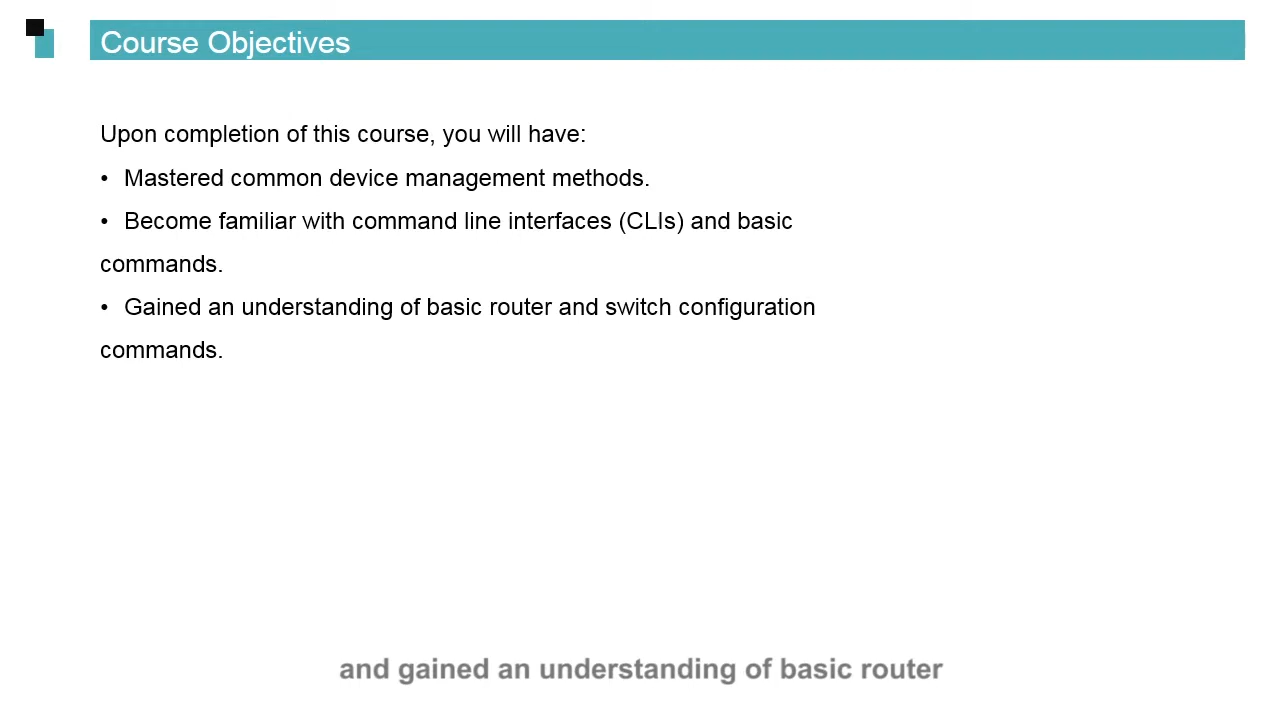 Course Objectives
Upon completion of this course, you will have:
• Mastered common device management methods.
• Become familiar with command line interfaces (CLIs) and basic
commands.
• Gained an understanding of basic router and switch configuration
commands.
and gained an understanding of basic router